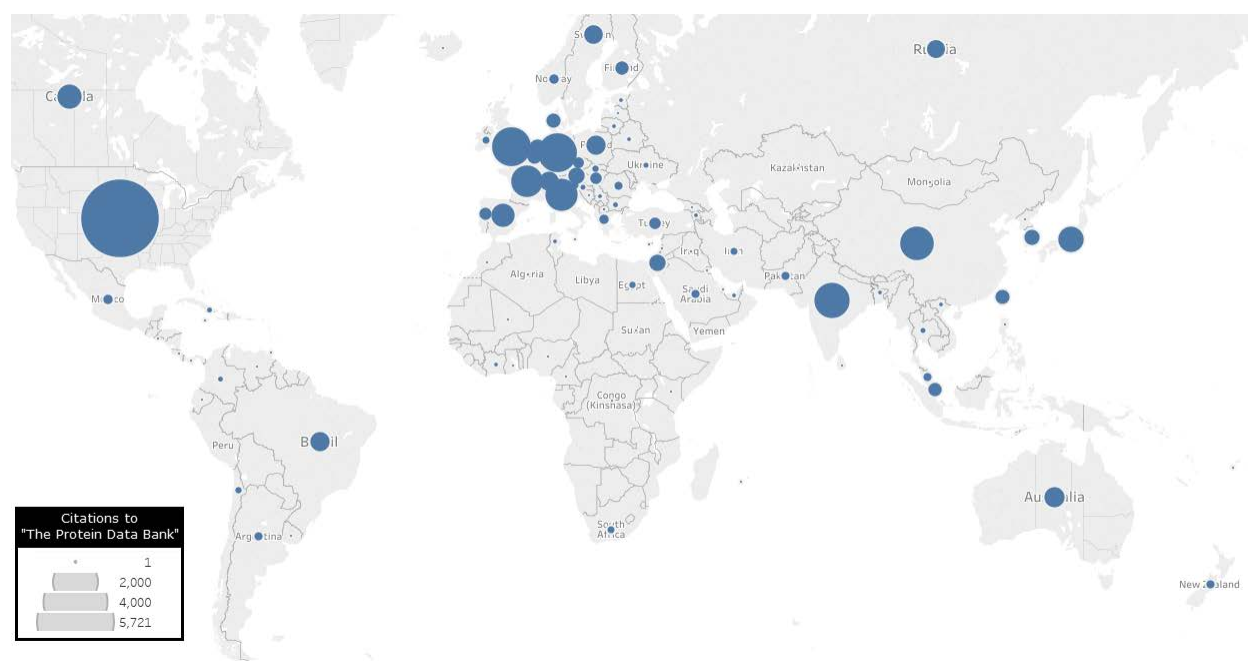 Sweden
Russia
Norway
Finland
Canada
Poland
Ukraine
Kazakhstan
Mongolia
Turkey
Iraq
Iran
Algeria
Libya
Egypt
Pakistan
Saudi
Arabia
Mexico
Sudan
Yemen
Congo
(Kinshasa)
Peru
Brazil
Australia
South
Africa
Argentina
New Zealand
Citations to
"The Protein Data Bank"
1
2,000
4,000
5,721